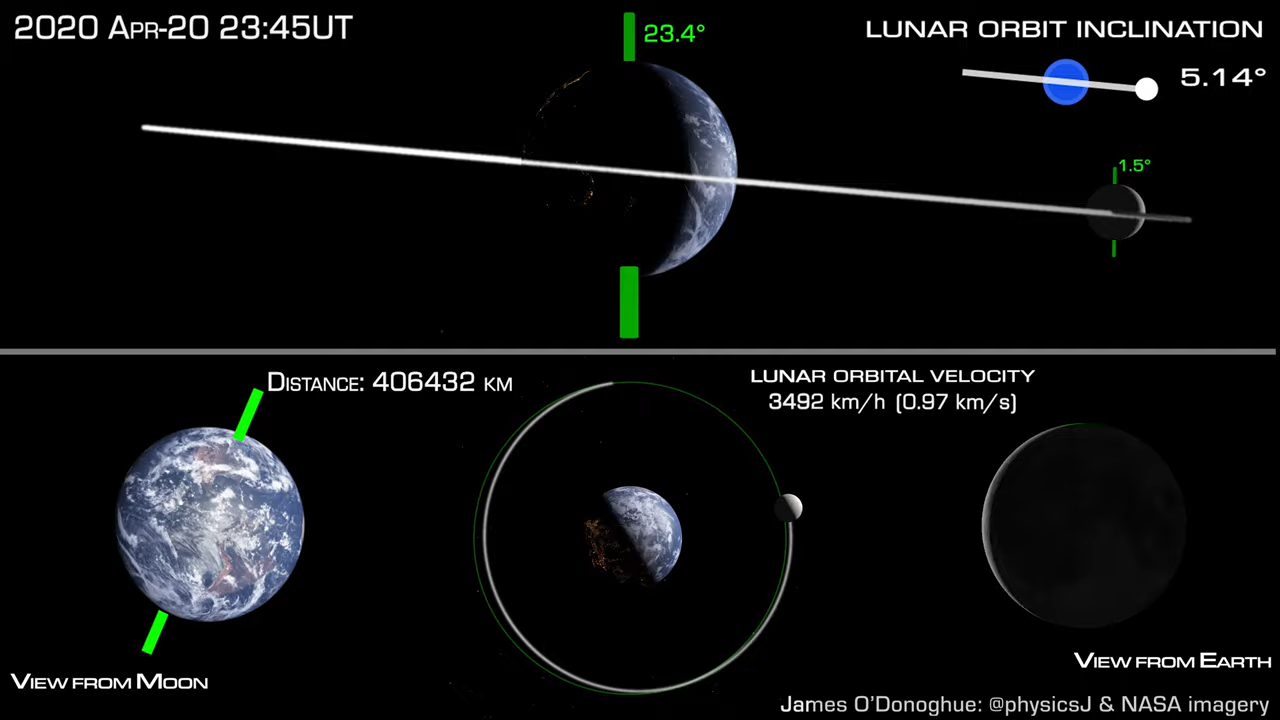 2020 Apr-20 23:45UT
23.4°
LUNAR ORBIT INCLINATION
5.14°
1.5°
Distance: 406432 km
LUNAR ORBITAL VELOCITY
3492 km/h (0.97 km/s)
View from Moon
View from Earth
James O'Donoghue: @physicsJ & NASA imagery